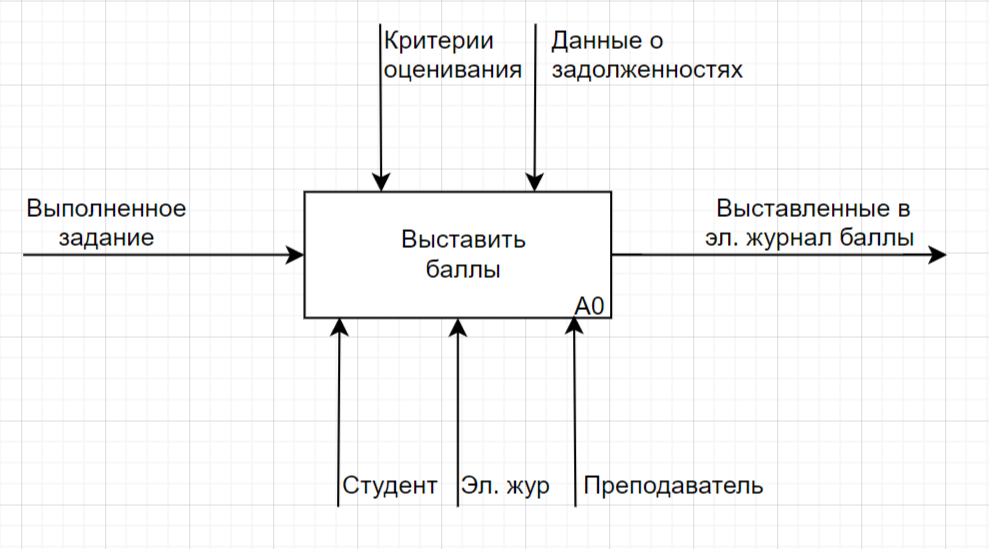 Критерии
оценивания
Данные о
задолженностях
Выполненное
задание
Выставить
баллы
A0
Выставленные в
эл. журнал баллы
Студент
Эл. жур
Преподаватель